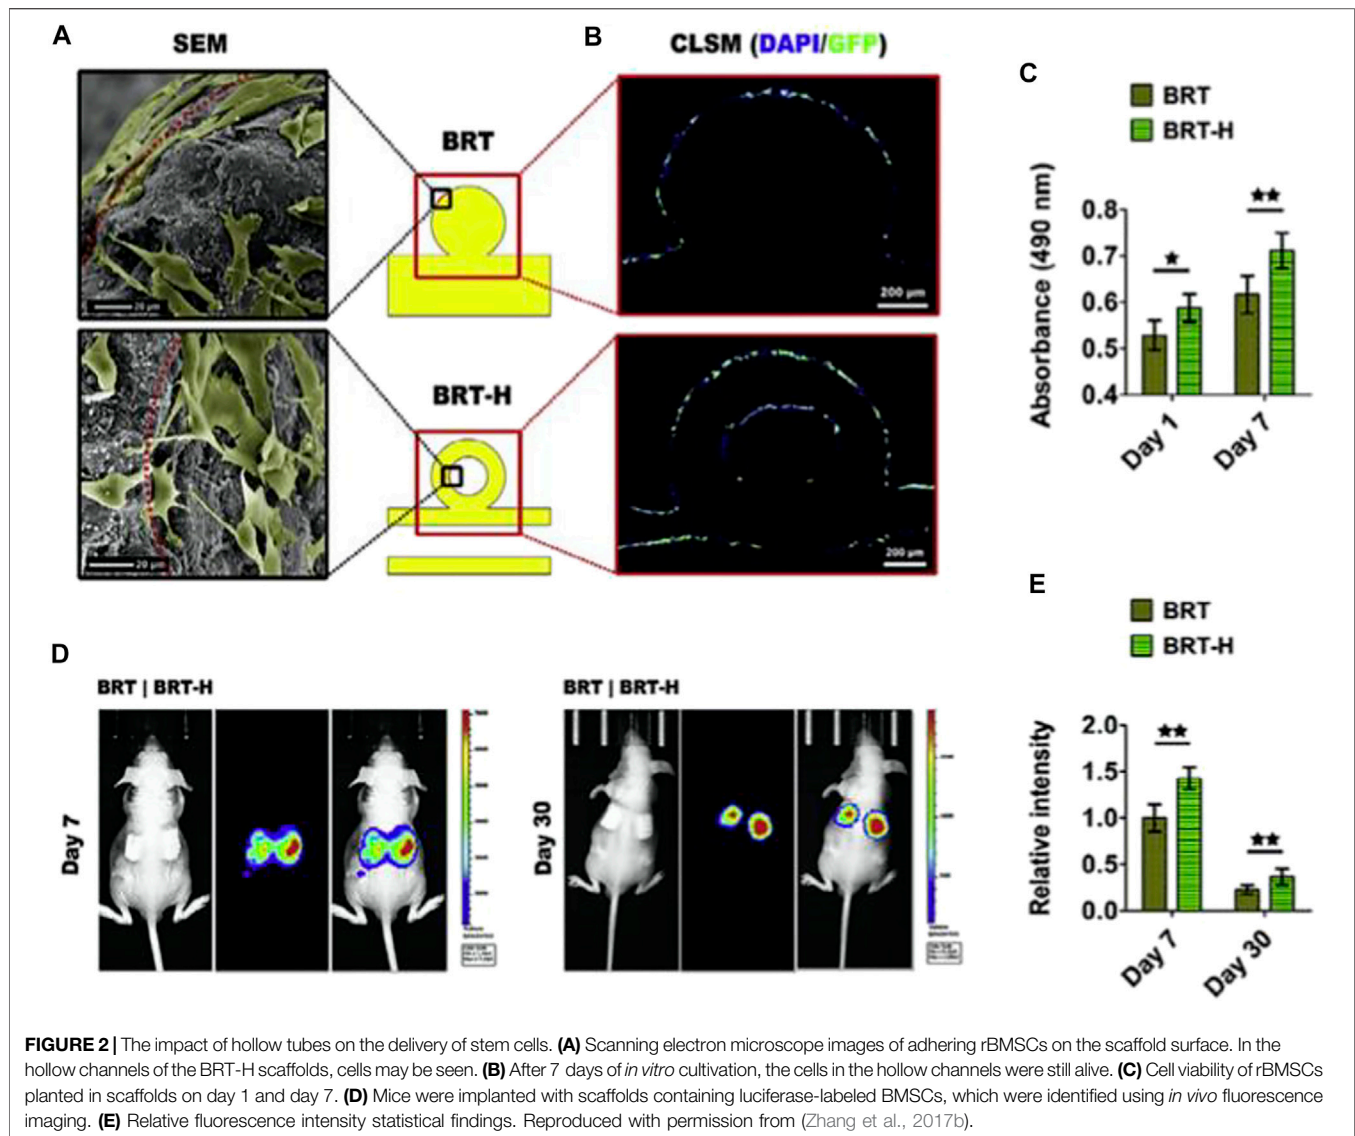 A
SEM
20 µm
20 µm
BRT
BRT-H
B
CLSM (DAPI/GFP)
200 µm
200 µm
C
BRT
BRT-H
Absorbance (490 nm)
0.8
0.7
0.6
0.5
0.4
★
★★
Day 1
Day 7
D
BRT | BRT-H
Day 7
BRT | BRT-H
Day 30
E
BRT
BRT-H
Relative intensity
2.0
1.5
1.0
0.5
0.0
★★
★★
Day 7
Day 30
FIGURE 2 | The impact of hollow tubes on the delivery of stem cells. (A) Scanning electron microscope images of adhering rBMSCs on the scaffold surface. In the
hollow channels of the BRT-H scaffolds, cells may be seen. (B) After 7 days of in vitro cultivation, the cells in the hollow channels were still alive. (C) Cell viability of rBMSCs
planted in scaffolds on day 1 and day 7. (D) Mice were implanted with scaffolds containing luciferase-labeled BMSCs, which were identified using in vivo fluorescence
imaging. (E) Relative fluorescence intensity statistical findings. Reproduced with permission from (Zhang et al., 2017b).